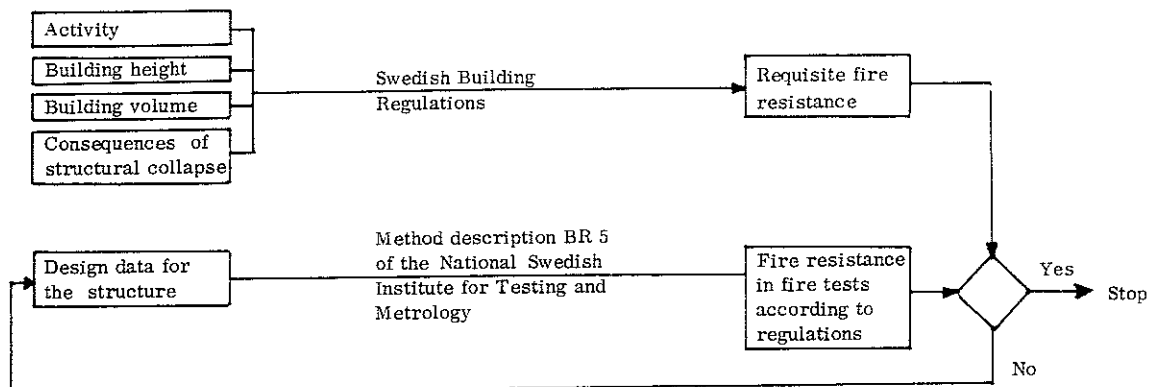 Activity
Building height
Building volume
Consequences of
structural collapse
Swedish Building
Regulations
Requisite fire
resistance
Design data for
the structure
Method description BR 5
of the National Swedish
Institute for Testing and
Metrology
Fire resistance
in fire tests
according to
regulations
Yes
Stop
No